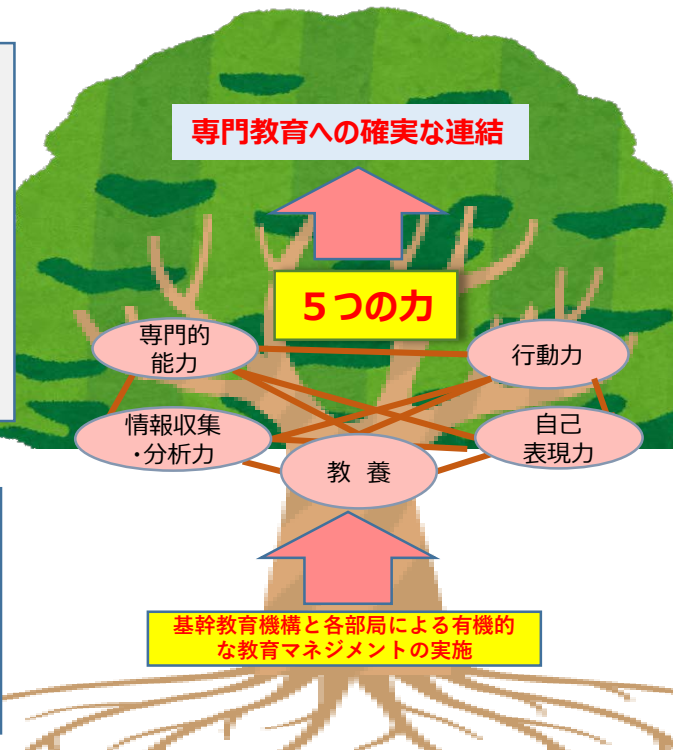 専門教育への確実な連結
５つの力
専門的
能力
行動力
情報収集
・分析力
自己
表現力
教 養
基幹教育機構と各部局による有機的
な教育マネジメントの実施